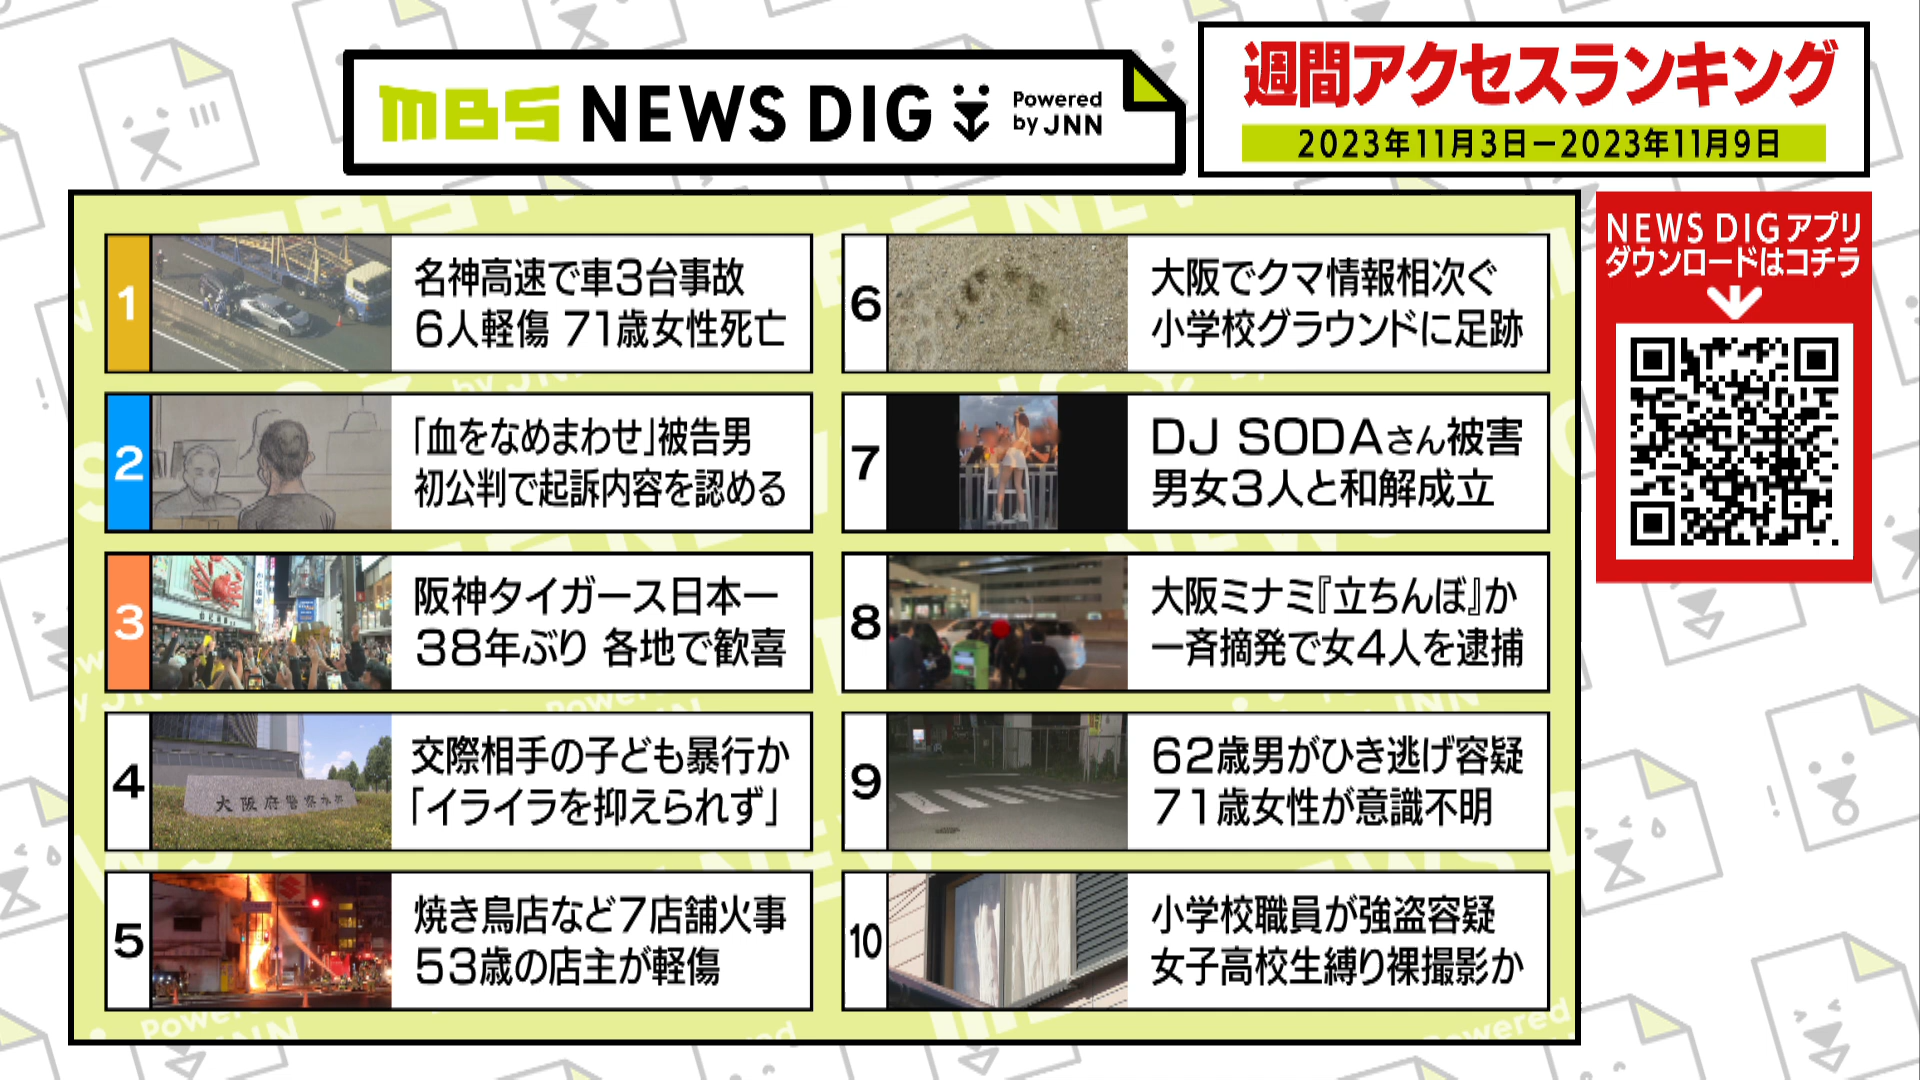 MBS NEWS DIG Powered by JNN
週間アクセスランキング
2023年11月3日－2023年11月9日
1
名神高速で車3台事故
6人軽傷 71歳女性死亡
2
「血をなめまわせ」被告男
初公判で起訴内容を認める
3
阪神タイガース日本一
38年ぶり 各地で歓喜
4
大阪府警察本部
交際相手の子ども暴行か
「イライラを抑えられず」
5
焼き鳥店など7店舗火事
53歳の店主が軽傷
6
大阪でクマ情報相次ぐ
小学校グラウンドに足跡
7
DJ SODAさん被害
男女3人と和解成立
8
大阪ミナミ『立ちんぼ』か
一斉摘発で女4人を逮捕
9
62歳男がひき逃げ容疑
71歳女性が意識不明
10
小学校職員が強盗容疑
女子高校生縛り裸撮影か
NEWS DIGアプリ
ダウンロードはコチラ